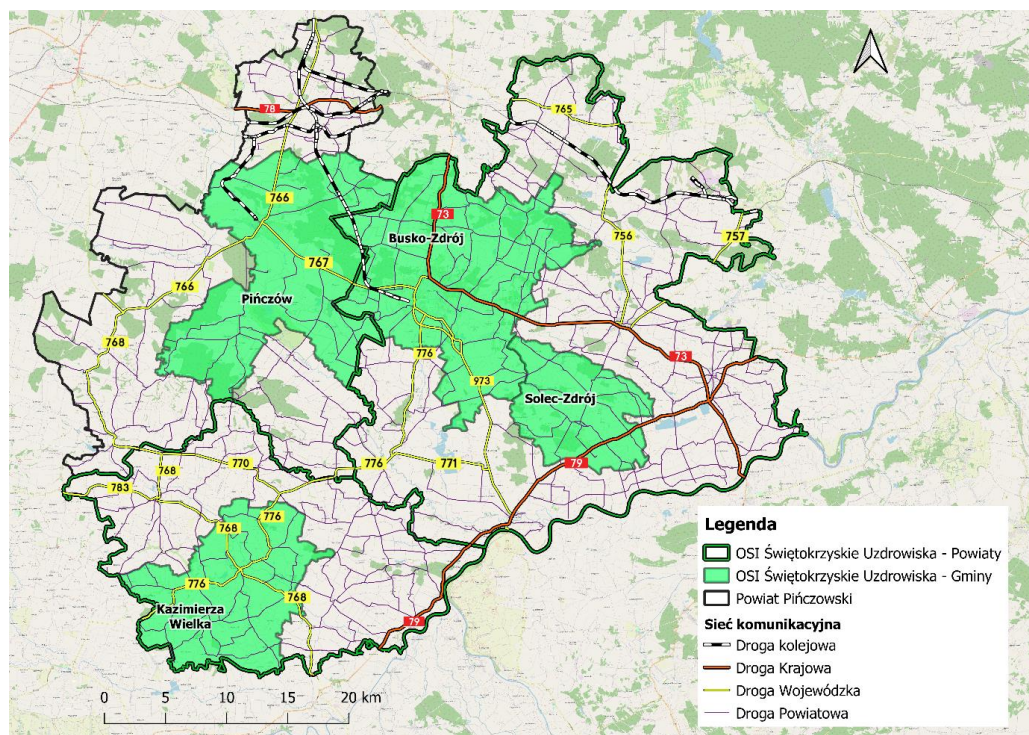 78
765
766
73
Busko-Zdrój
756
757
767
766
Pińczów
768
776
73
973
Solec-Zdrój
768
770
776
771
79
783
768
776
776
768
Kazimierza
Wielka
79
0 5 10 15 20 km
Legenda
OSI Świętokrzyskie Uzdrowiska - Powiaty
OSI Świętokrzyskie Uzdrowiska - Gminy
Powiat Pińczowski
Sieć komunikacyjna
Droga kolejowa
Droga Krajowa
Droga Wojewódzka
Droga Powiatowa